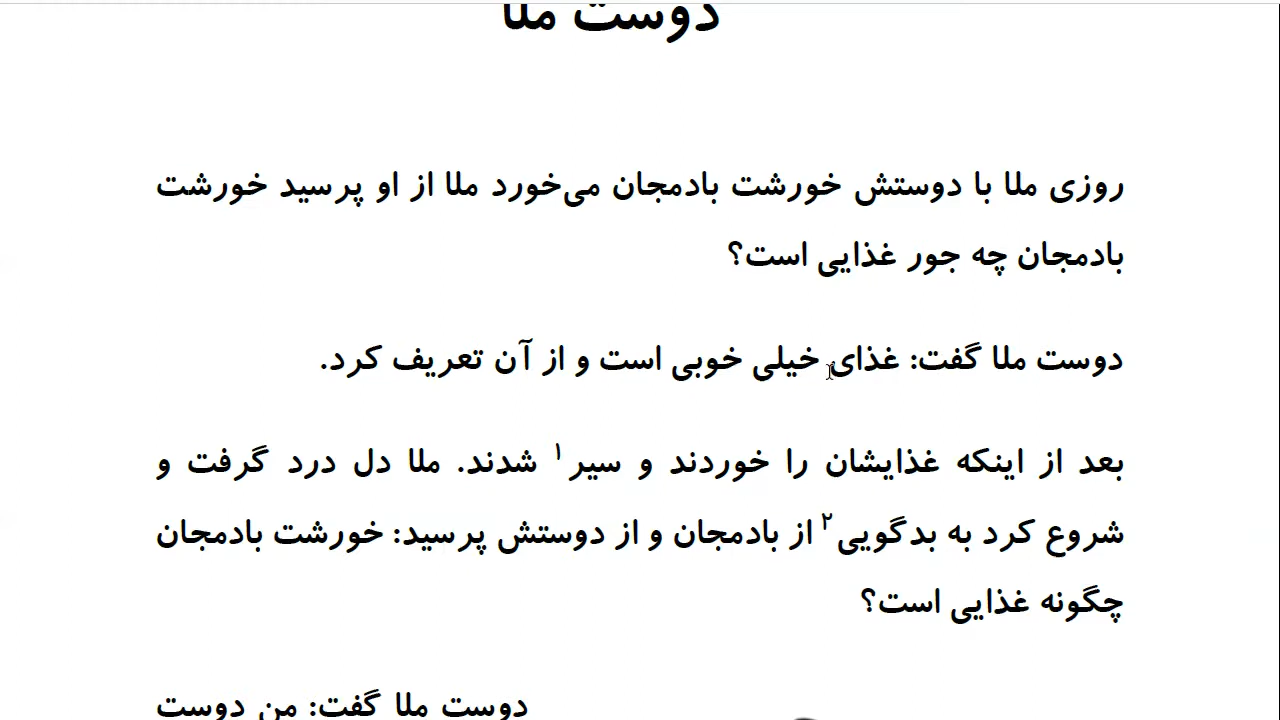 دوست ملا
روزی ملا با دوستش خورشت بادمجان می‌خورد ملا از او پرسید خورشت
بادمجان چه جور غذایی است؟
دوست ملا گفت: غذای خیلی خوبی است و از آن تعریف کرد.
بعد از اینکه غذایشان را خوردند و سیر۱ شدند. ملا دل درد گرفت و
شروع کرد به بدگویی۲ از بادمجان و از دوستش پرسید: خورشت بادمجان
چگونه غذایی است؟
دوست ملا گفت: من دوست